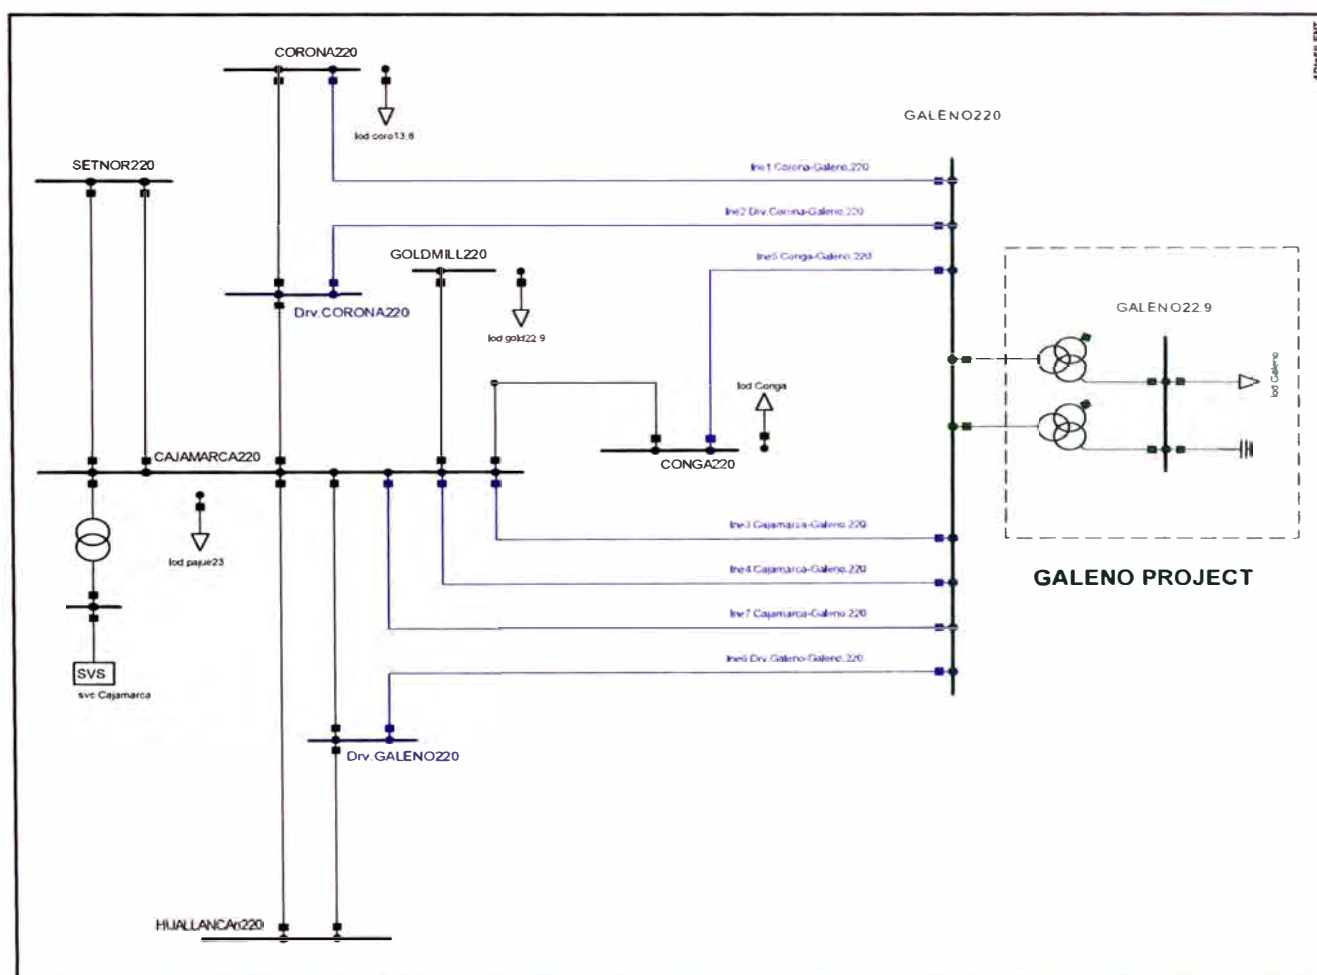 CORONA220
lod coro13.8
GALENO220
SETNOR220
lne1 Corona-Galeno.220
lne2 Drv.Corona-Galeno.220
GOLDMILL220
lne5 Conga-Galeno.220
Drv.CORONA220
lod gold22.9
GALENO22.9
lod Galeno
lod Conga
CAJAMARCA220
CONGA220
lne3 Cajamarca-Galeno.220
lod pajue23
lne4 Cajamarca-Galeno.220
GALENO PROJECT
lne7 Cajamarca-Galeno.220
lne6 Drv.Galeno-Galeno.220
SVS
svc Cajamarca
Drv.GALENO220